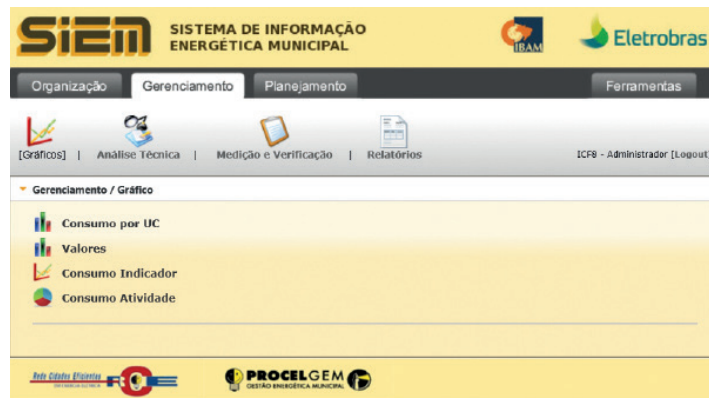 SiEM
SISTEMA DE INFORMAÇÃO
ENERGÉTICA MUNICIPAL
IBAM
Eletrobras
Organização Gerenciamento Planejamento Ferramentas
[Gráficos] | Análise Técnica | Medição e Verificação | Relatórios ICF8 - Administrador [Logout
Gerenciamento / Gráfico
Consumo por UC
Valores
Consumo Indicador
Consumo Atividade
Rede Cidades Eficientes
PROCELGEM
GESTÃO ENERGÉTICA MUNICIPAL